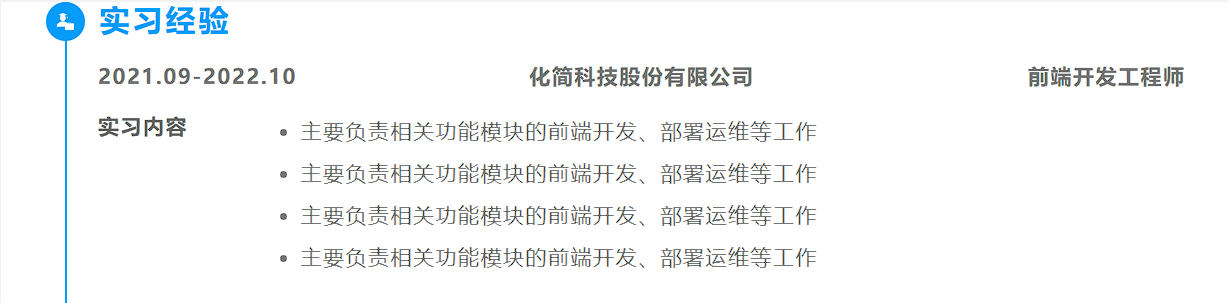 实习经验
2021.09-2022.10 化简科技股份有限公司 前端开发工程师
实习内容
• 主要负责相关功能模块的前端开发、部署运维等工作
• 主要负责相关功能模块的前端开发、部署运维等工作
• 主要负责相关功能模块的前端开发、部署运维等工作
• 主要负责相关功能模块的前端开发、部署运维等工作